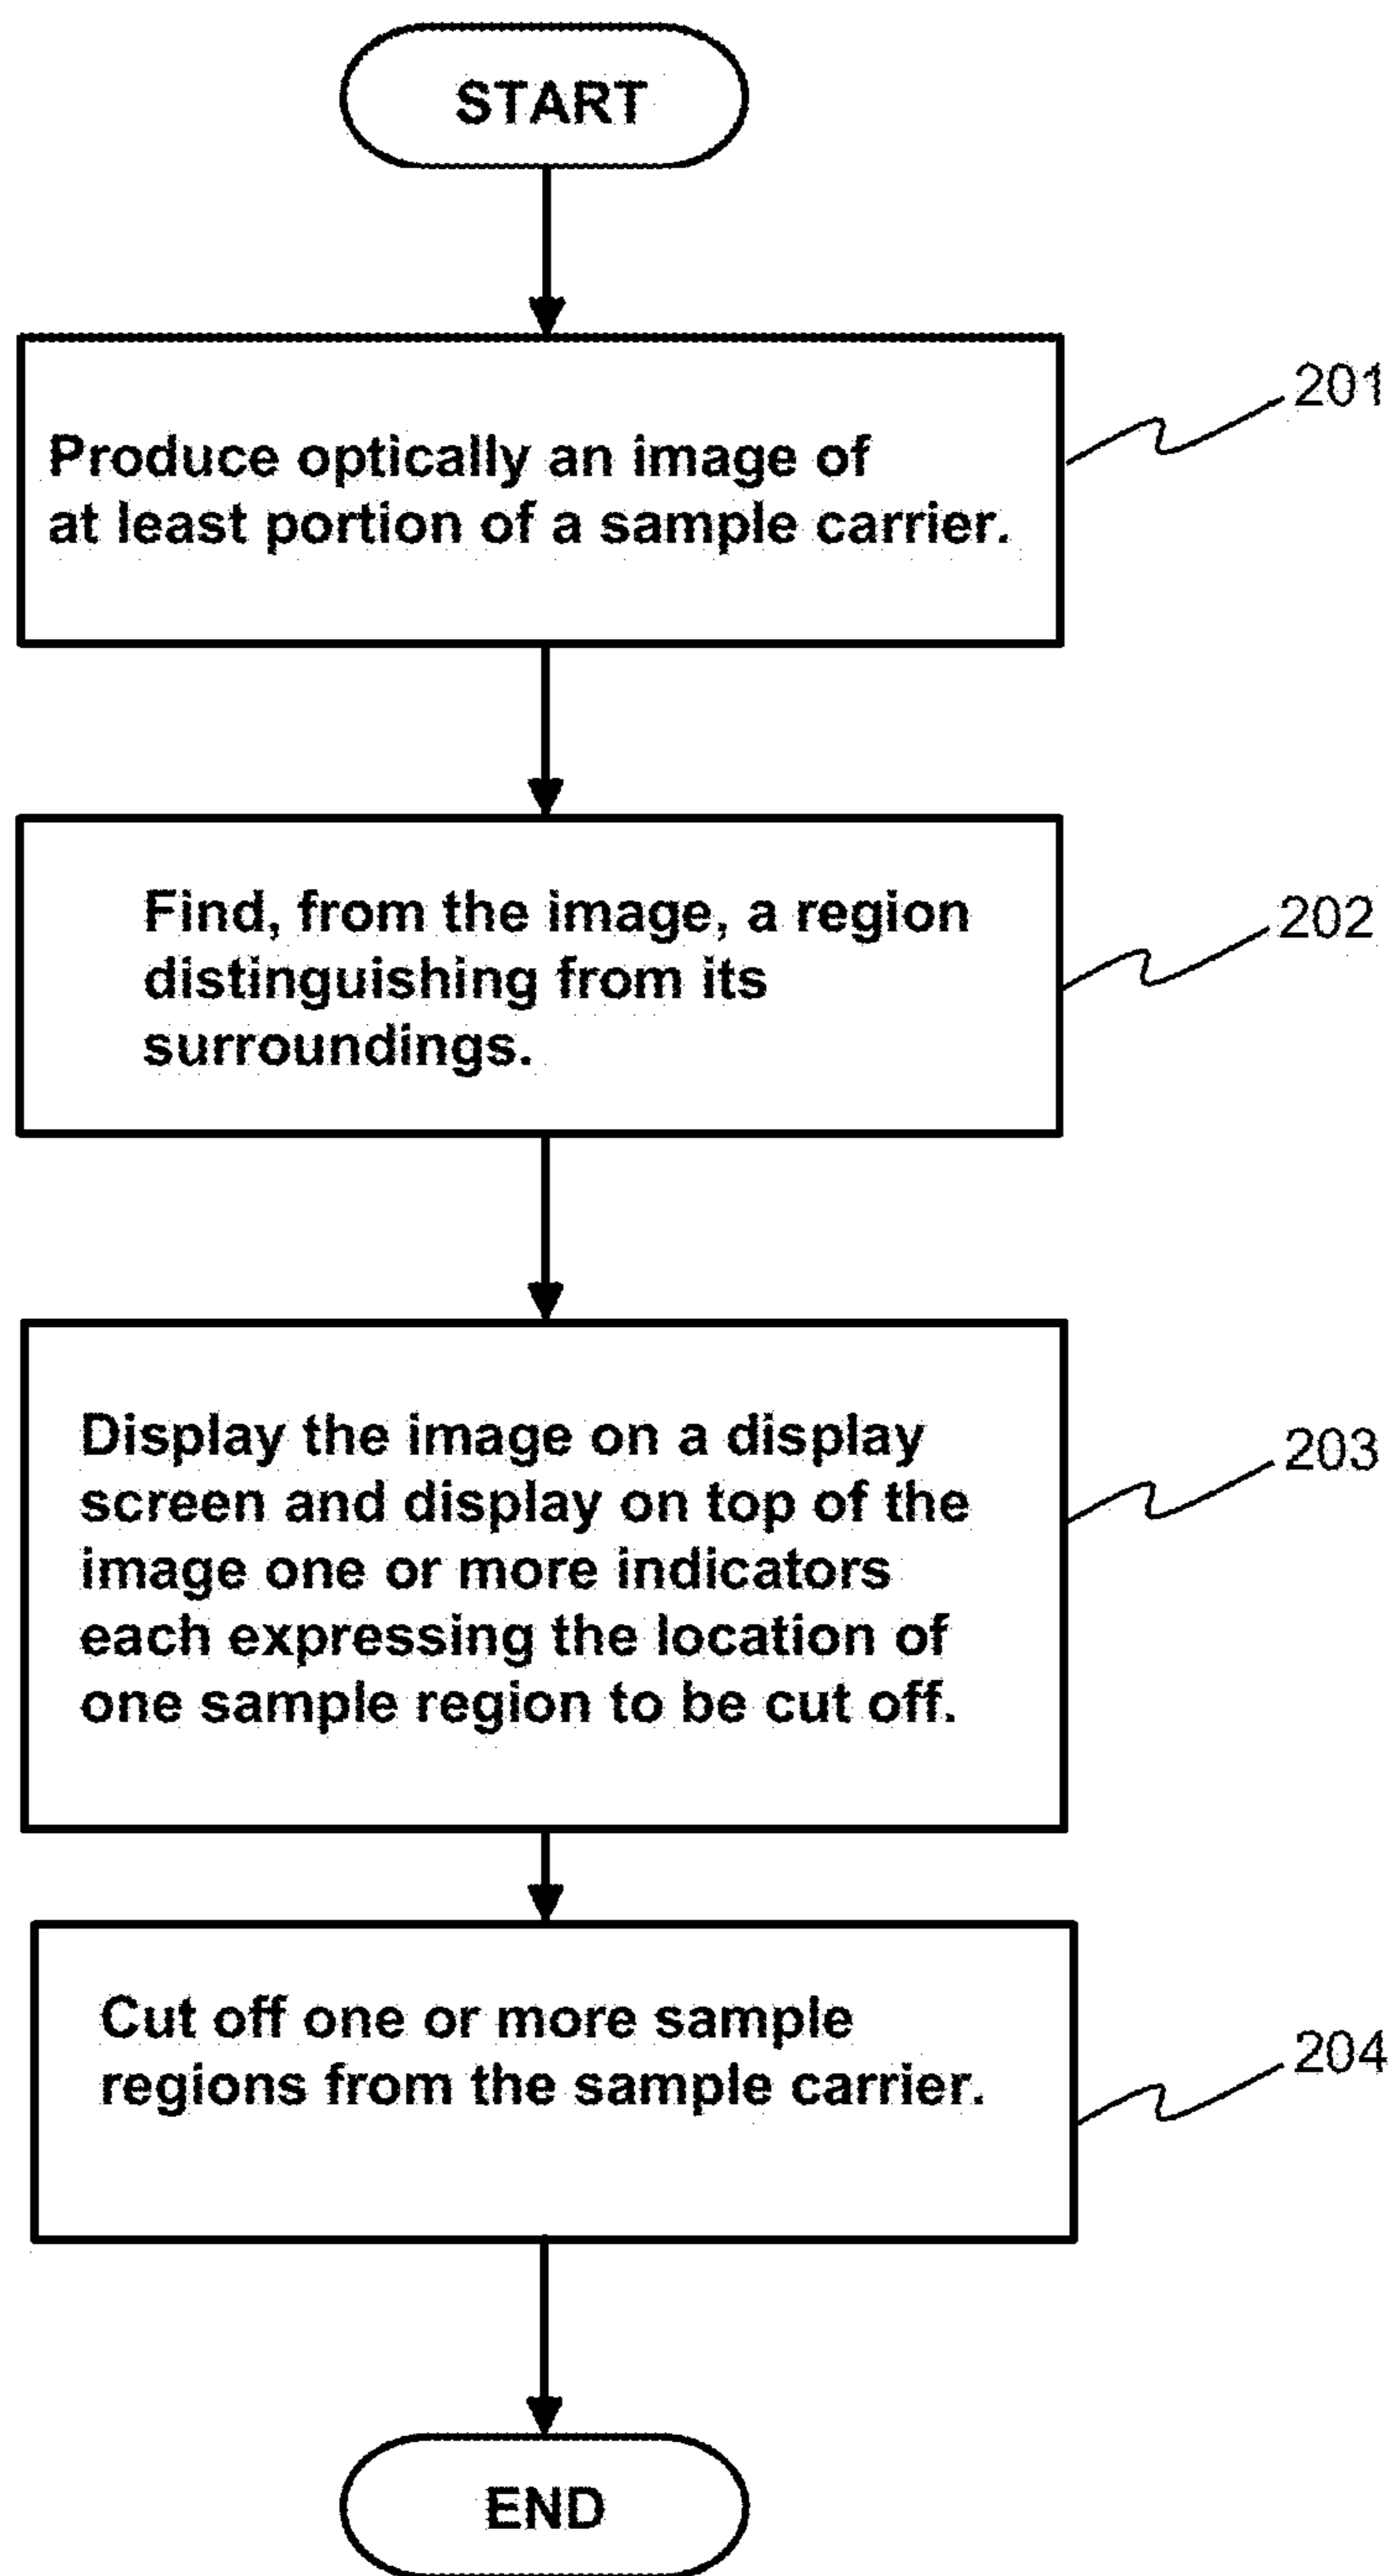 START
201
Produce optically an image of
at least portion of a sample carrier.
202
Find, from the image, a region
distinguishing from its
surroundings.
203
Display the image on a display
screen and display on top of the
image one or more indicators
each expressing the location of
one sample region to be cut off.
204
Cut off one or more sample
regions from the sample carrier.
END